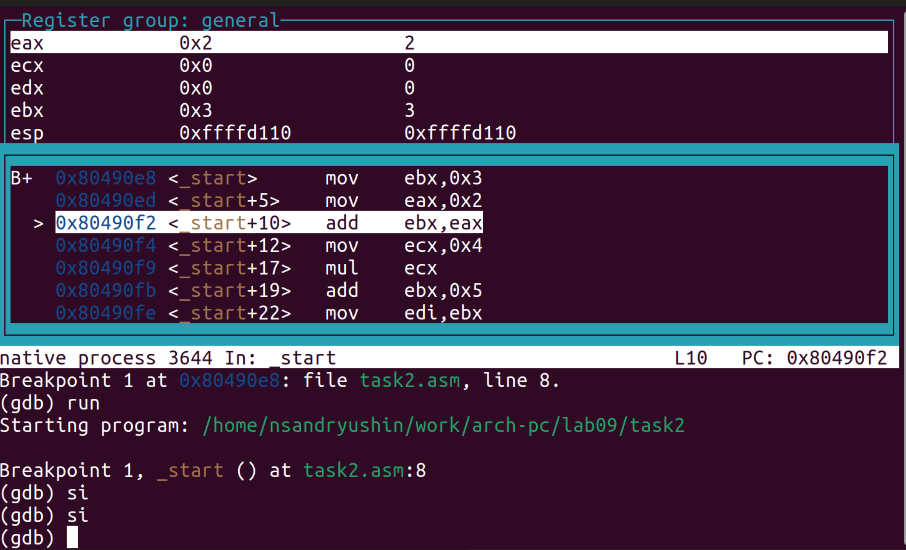 Register group: general
eax 0x2 2
ecx 0x0 0
edx 0x0 0
ebx 0x3 3
esp 0xffffd110 0xffffd110
B+ 0x80490e8 <_start> mov ebx,0x3
0x80490ed <_start+5> mov eax,0x2
> 0x80490f2 <_start+10> add ebx,eax
0x80490f4 <_start+12> mov ecx,0x4
0x80490f9 <_start+17> mul ecx
0x80490fb <_start+19> add ebx,0x5
0x80490fe <_start+22> mov edi,ebx
native process 3644 In: _start L10 PC: 0x80490f2
Breakpoint 1 at 0x80490e8: file task2.asm, line 8.
(gdb) run
Starting program: /home/nsandryushin/work/arch-pc/lab09/task2
Breakpoint 1, _start () at task2.asm:8
(gdb) si
(gdb) si
(gdb)